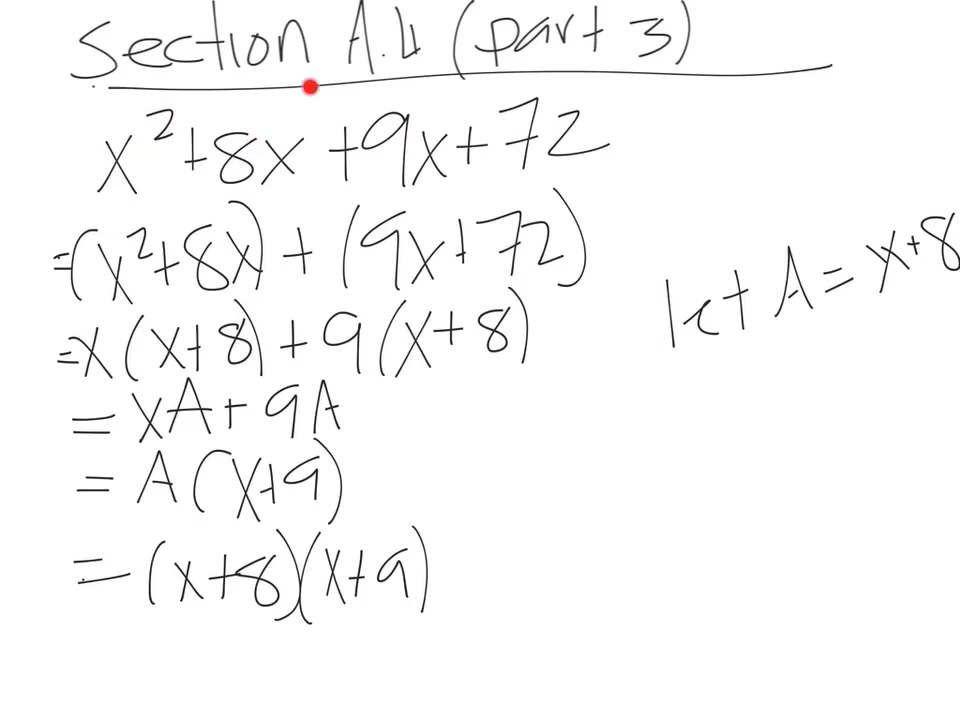 Section A.4 (part 3)
x²+8x+9x+72
=(x²+8x)+(9x+72)
let A=x+8
=x(x+8)+9(x+8)
=xA+9A
=A(x+9)
=(x+8)(x+9)